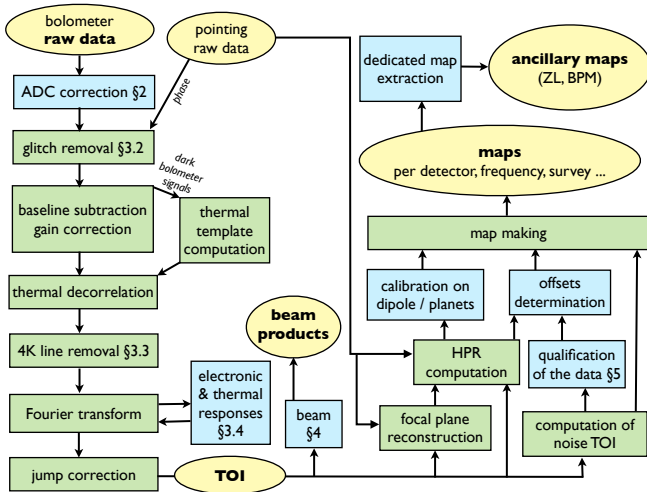 bolometer
raw data
pointing
raw data
dedicated map
extraction
ancillary maps
(ZL, BPM)
ADC correction §2
phase
glitch removal §3.2
dark
bolometer
signals
maps
per detector, frequency, survey ...
baseline subtraction
gain correction
thermal
template
computation
map making
thermal decorrelation
calibration on
dipole / planets
offsets
determination
beam
products
4K line removal §3.3
HPR
computation
qualification
of the data §5
electronic
& thermal
responses
§3.4
Fourier transform
beam
§4
focal plane
reconstruction
computation of
noise TOI
jump correction
TOI